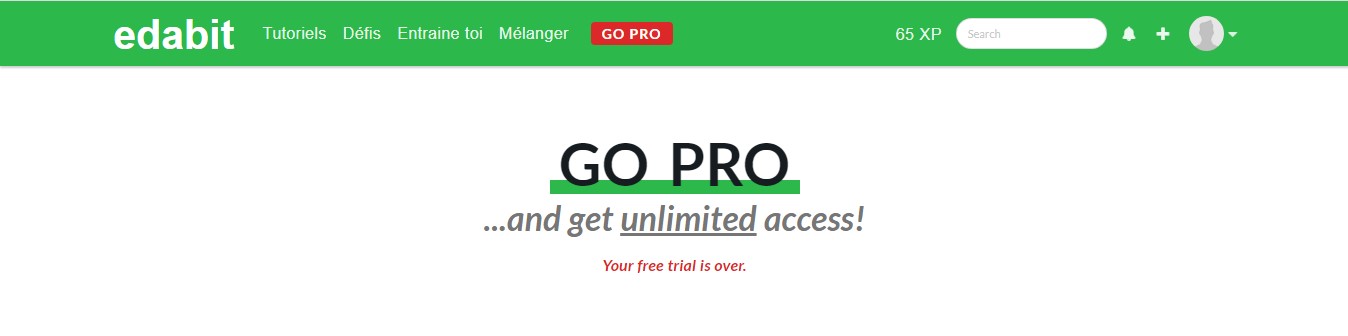 edabit Tutoriels Défis Entraine toi Mélanger GO PRO 65 XP Search
GO PRO
...and get unlimited access!
Your free trial is over.